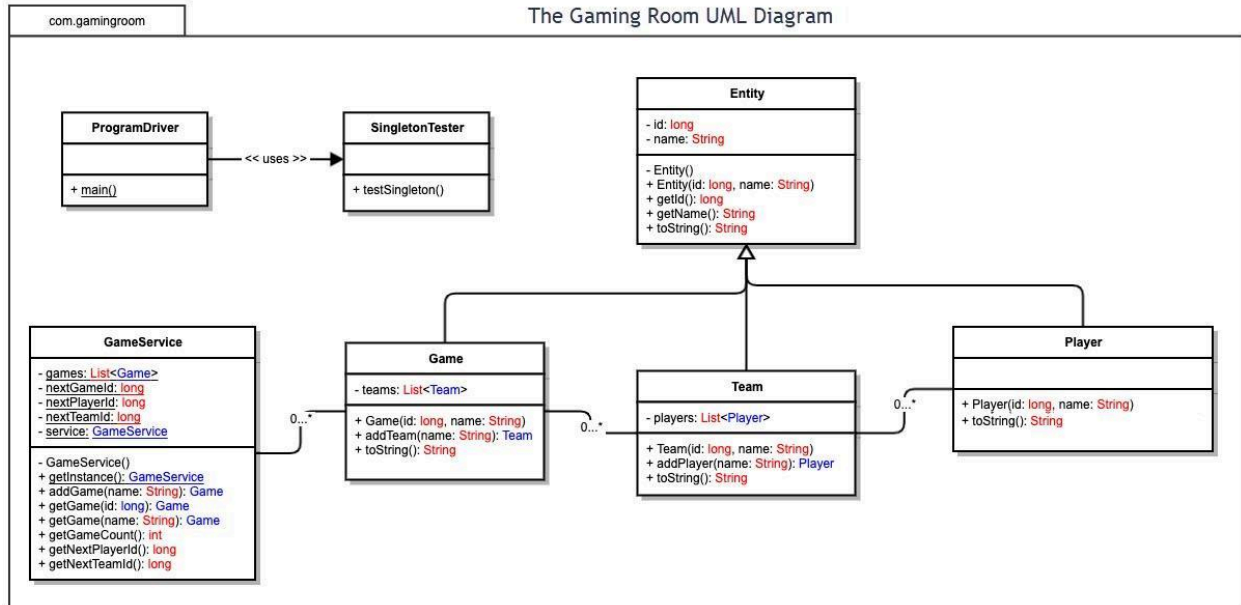 com.gamingroom
The Gaming Room UML Diagram
ProgramDriver
+ main()
<< uses >>
SingletonTester
+ testSingleton()
Entity
- id: long
- name: String
- Entity()
+ Entity(id: long, name: String)
+ getId(): long
+ getName(): String
+ toString(): String
GameService
- games: List<Game>
- nextGameId: long
- nextPlayerId: long
- nextTeamId: long
- service: GameService
- GameService()
+ getInstance(): GameService
+ addGame(name: String): Game
+ getGame(id: long): Game
+ getGame(name: String): Game
+ getGameCount(): int
+ getNextPlayerId(): long
+ getNextTeamId(): long
0...*
Game
- teams: List<Team>
+ Game(id: long, name: String)
+ addTeam(name: String): Team
+ toString(): String
0...*
Team
- players: List<Player>
+ Team(id: long, name: String)
+ addPlayer(name: String): Player
+ toString(): String
0...*
Player
+ Player(id: long, name: String)
+ toString(): String